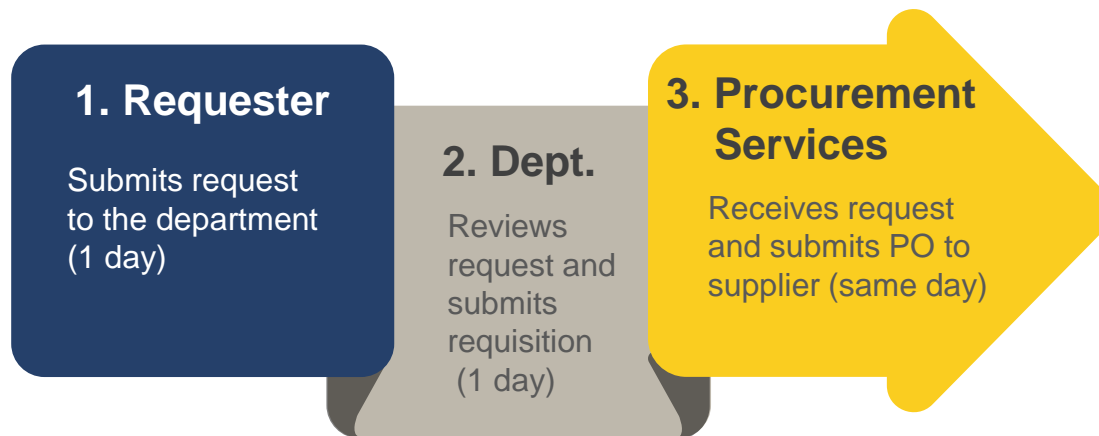 1. Requester
Submits request
to the department
(1 day)
2. Dept.
Reviews
request and
submits
requisition
(1 day)
3. Procurement
Services
Receives request
and submits PO to
supplier (same day)